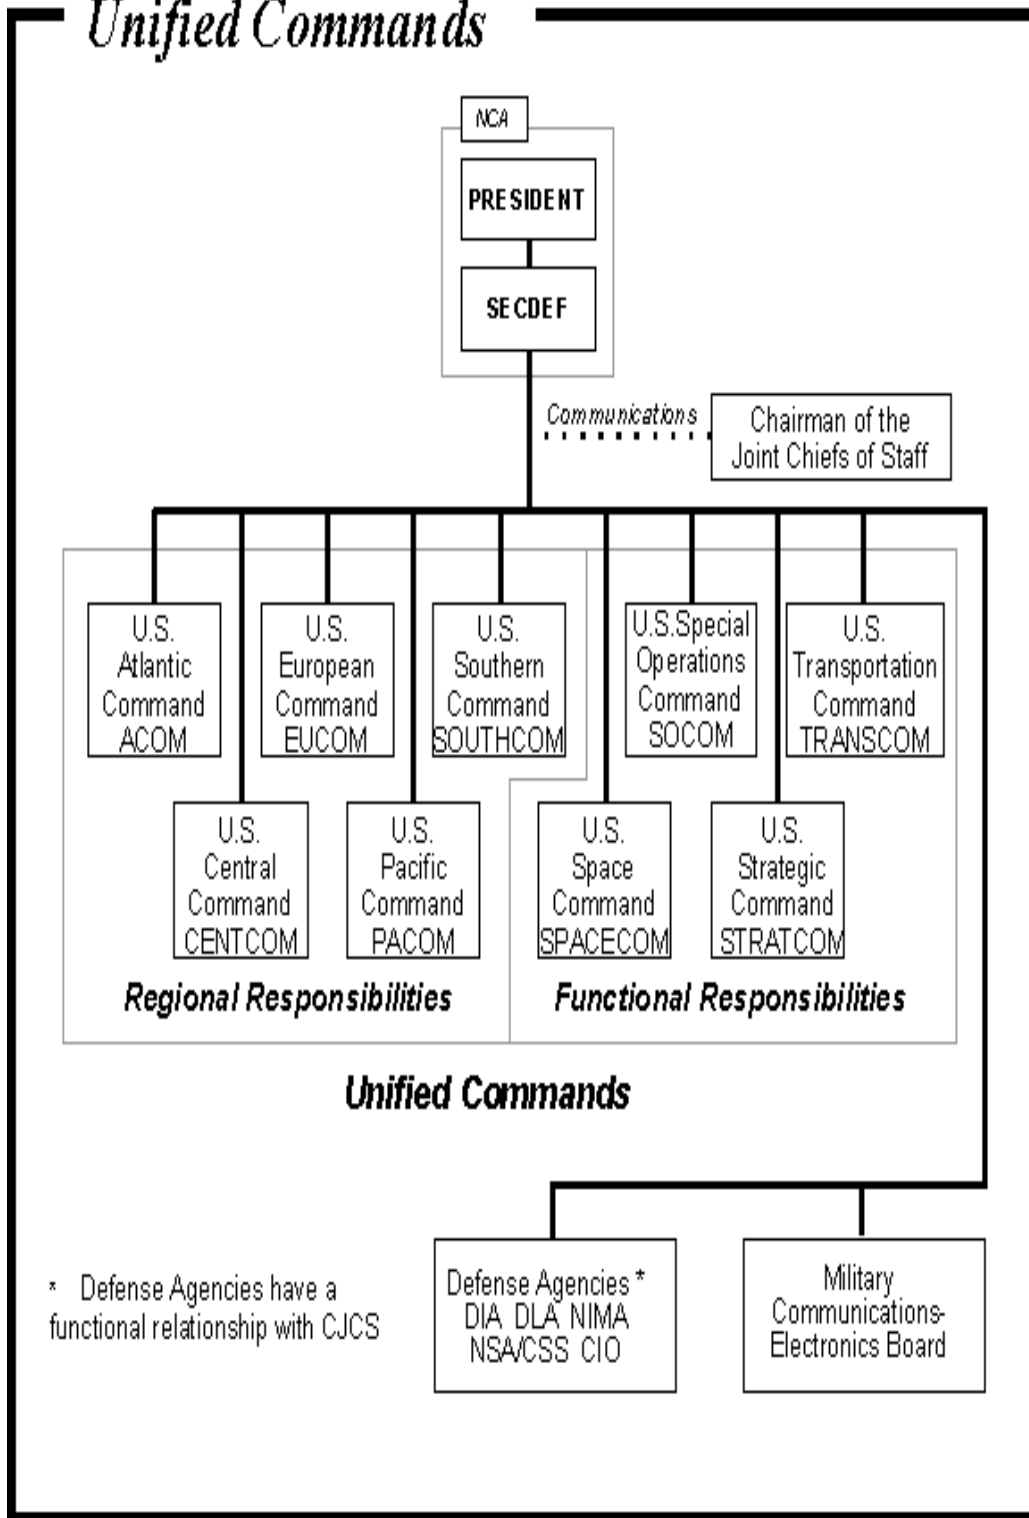 Unified Commands
NCA
PRESIDENT
SECDEF
Communications
Chairman of the
Joint Chiefs of Staff
U.S.
Atlantic
Command
ACOM
U.S.
European
Command
EUCOM
U.S.
Southern
Command
SOUTHCOM
U.S.Special
Operations
Command
SOCOM
U.S.
Transportation
Command
TRANSCOM
U.S.
Central
Command
CENTCOM
U.S.
Pacific
Command
PACOM
U.S.
Space
Command
SPACECOM
U.S.
Strategic
Command
STRATCOM
Regional Responsibilities
Functional Responsibilities
Unified Commands
* Defense Agencies have a
functional relationship with CJCS
Defense Agencies *
DIA DLA NIMA
NSA/CSS CIO
Military
Communications-
Electronics Board